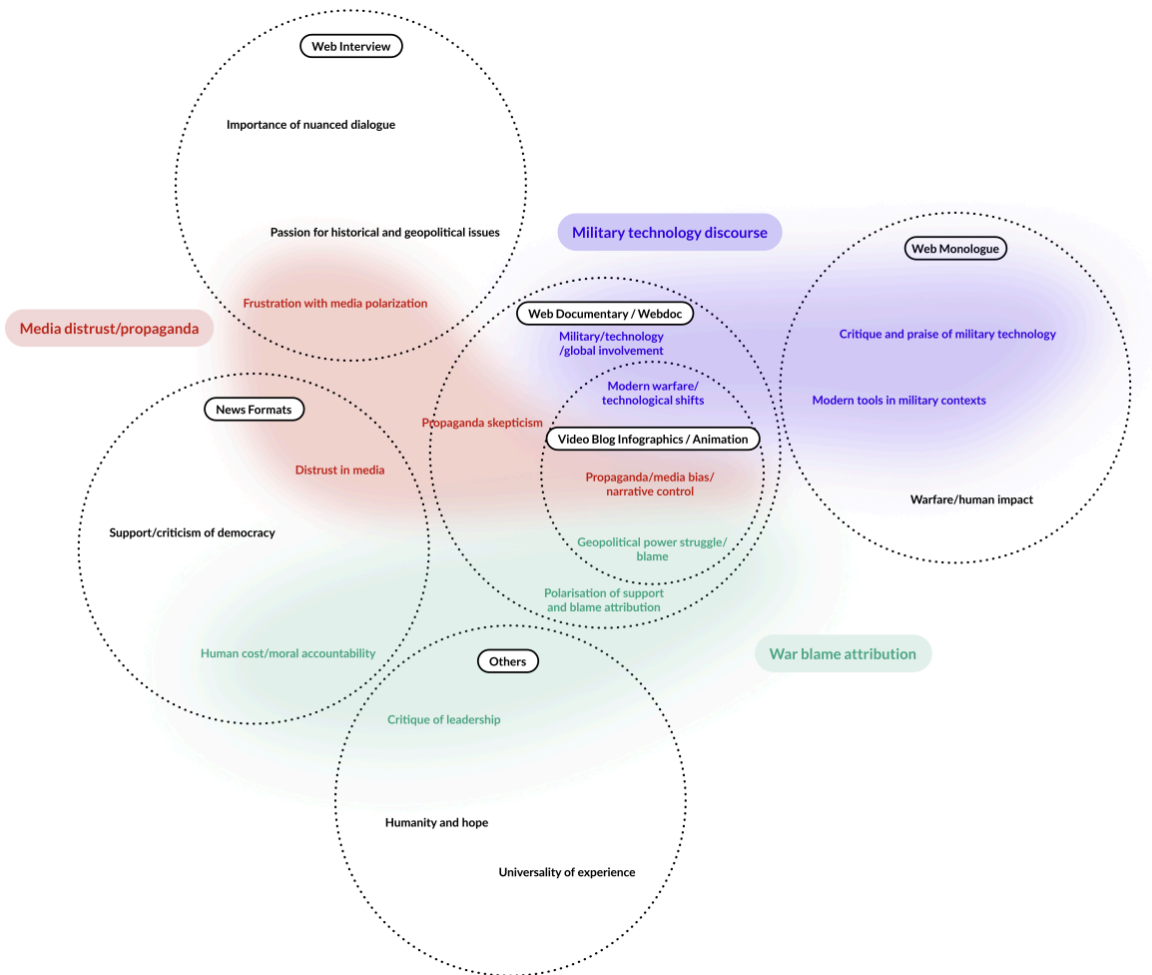 Web Interview
Importance of nuanced dialogue
Passion for historical and geopolitical issues
Frustration with media polarization
Media distrust/propaganda
Military technology discourse
Web Monologue
Critique and praise of military technology
Modern tools in military contexts
Warfare/human impact
Web Documentary / Webdoc
Military/technology
/global involvement
Modern warfare/
technological shifts
Propaganda skepticism
Video Blog Infographics / Animation
Propaganda/media bias/
narrative control
Geopolitical power struggle/
blame
Polarisation of support
and blame attribution
News Formats
Distrust in media
Support/criticism of democracy
Human cost/moral accountability
War blame attribution
Others
Critique of leadership
Humanity and hope
Universality of experience